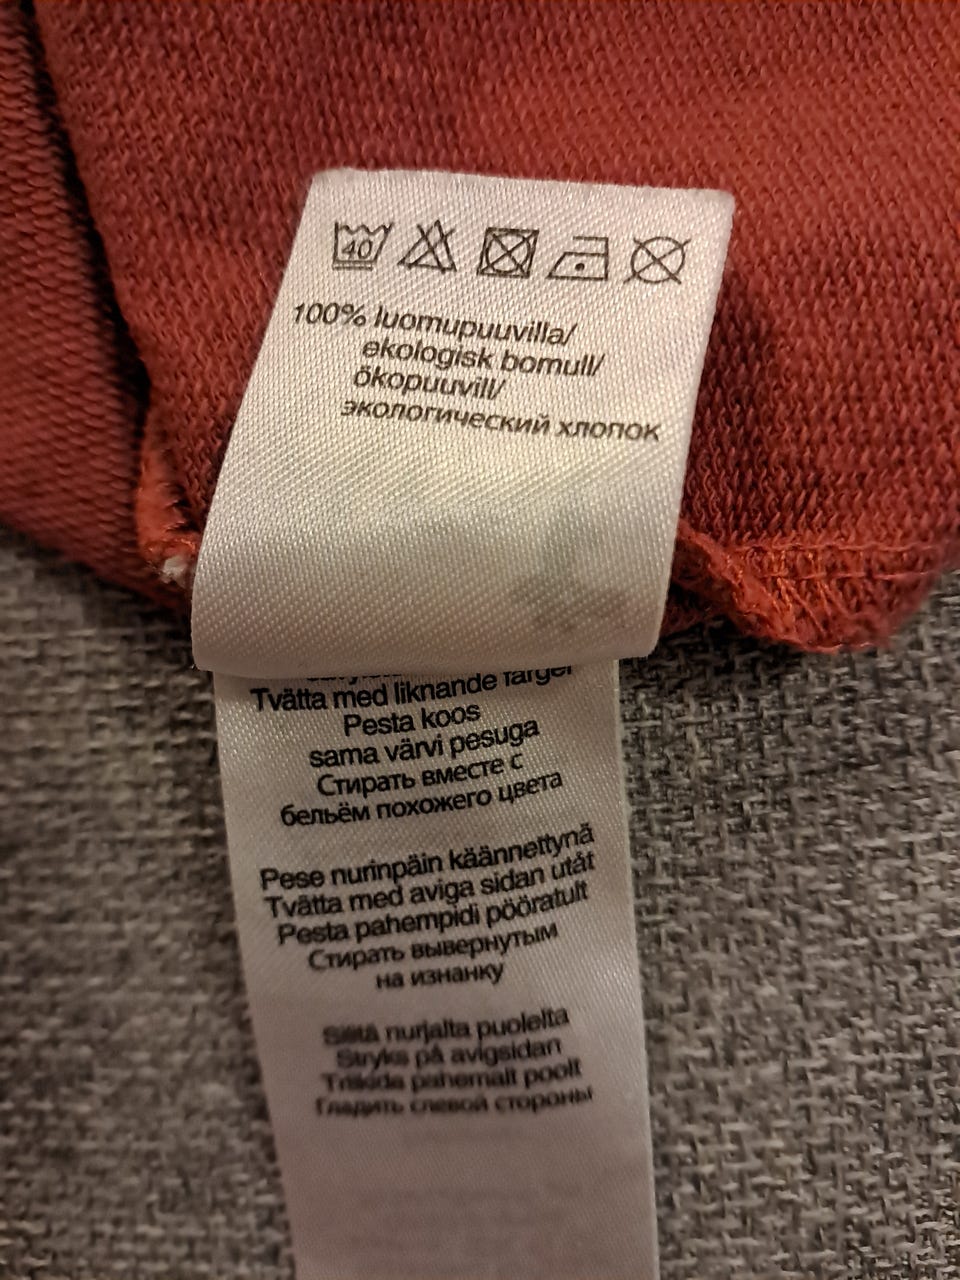 40
100% luomupuuvilla/
ekologisk bomull/
ökopuuvill/
экологический хлопок
Tvätta med liknande färger
Pesta koos
sama värvi pesuga
Стирать вместе с
бельём похожего цвета
Pese nurinpäin käännettynä
Tvätta med aviga sidan utåt
Pesta pahempidi pööratult
Стирать вывернутым
на изнанку
Silitä nurjalta puolelta
Stryks på avigsidan
Triikida pahemalt poolt
Гладить с левой стороны